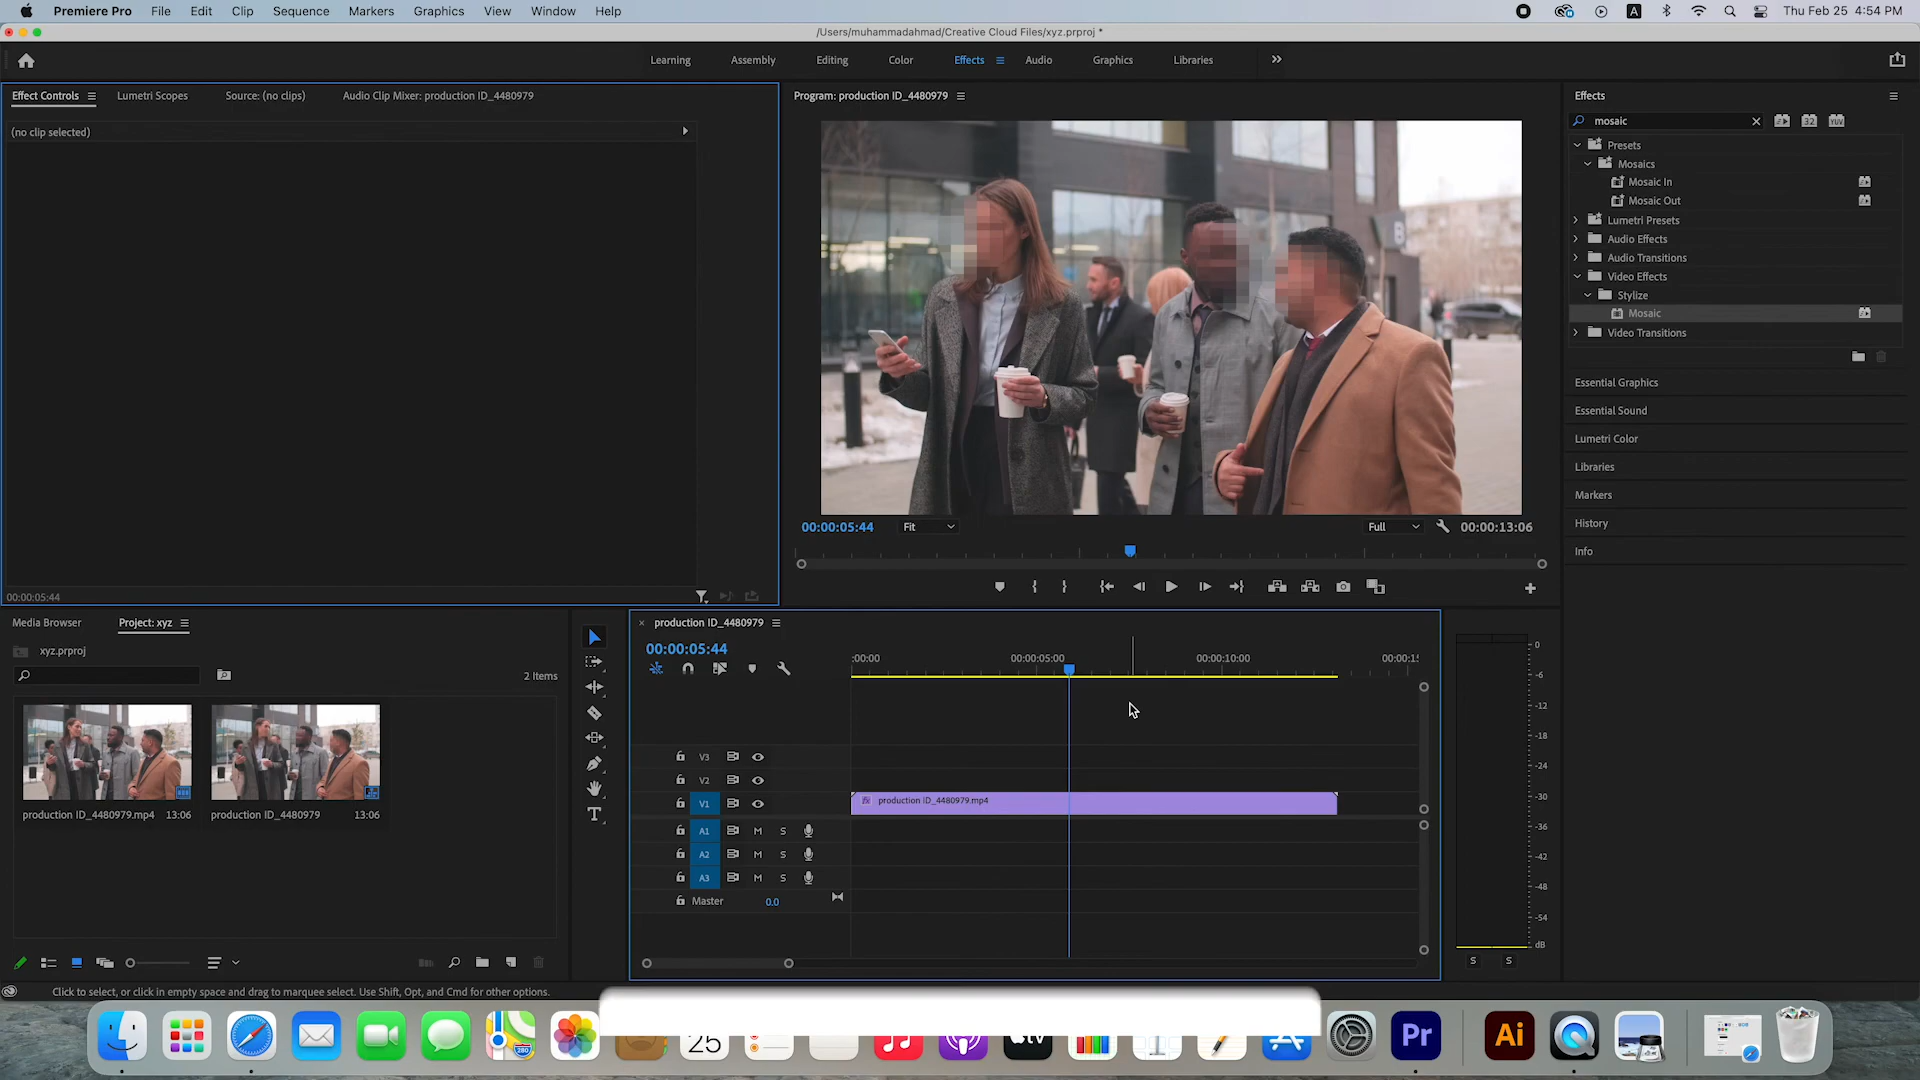 Premiere Pro File Edit Clip Sequence Markers Graphics View Window Help A Thu Feb 25 4:54 PM
/Users/muhammadahmad/Creative Cloud Files/xyz.prproj *
Learning Assembly Editing Color Effects Audio Graphics Libraries
Effect Controls Lumetri Scopes Source: (no clips) Audio Clip Mixer: production ID_4480979
(no clip selected)
00:00:05:44
Program: production ID_4480979
B
00:00:05:44 Fit Full 00:00:13:06
Effects
mosaic 32 YUV
Presets
Mosaics
Mosaic In
Mosaic Out
Lumetri Presets
Audio Effects
Audio Transitions
Video Effects
Stylize
Mosaic
Video Transitions
Essential Graphics
Essential Sound
Lumetri Color
Libraries
Markers
History
Info
Media Browser Project: xyz
xyz.prproj
2 Items
production ID_4480979.mp4 13:06 production ID_4480979 13:06
× production ID_4480979
00:00:05:44
:00:00 00:00:05:00 00:00:10:00 00:00:15
V3
V2
V1 fx production ID_4480979.mp4
A1 M S
A2 M S
A3 M S
Master 0.0
0
-6
-12
-18
-24
-30
-36
-42
-48
-54
dB
S S
Click to select, or click in empty space and drag to marquee select. Use Shift, Opt, and Cmd for other options.
280 25 tv Pr Ai